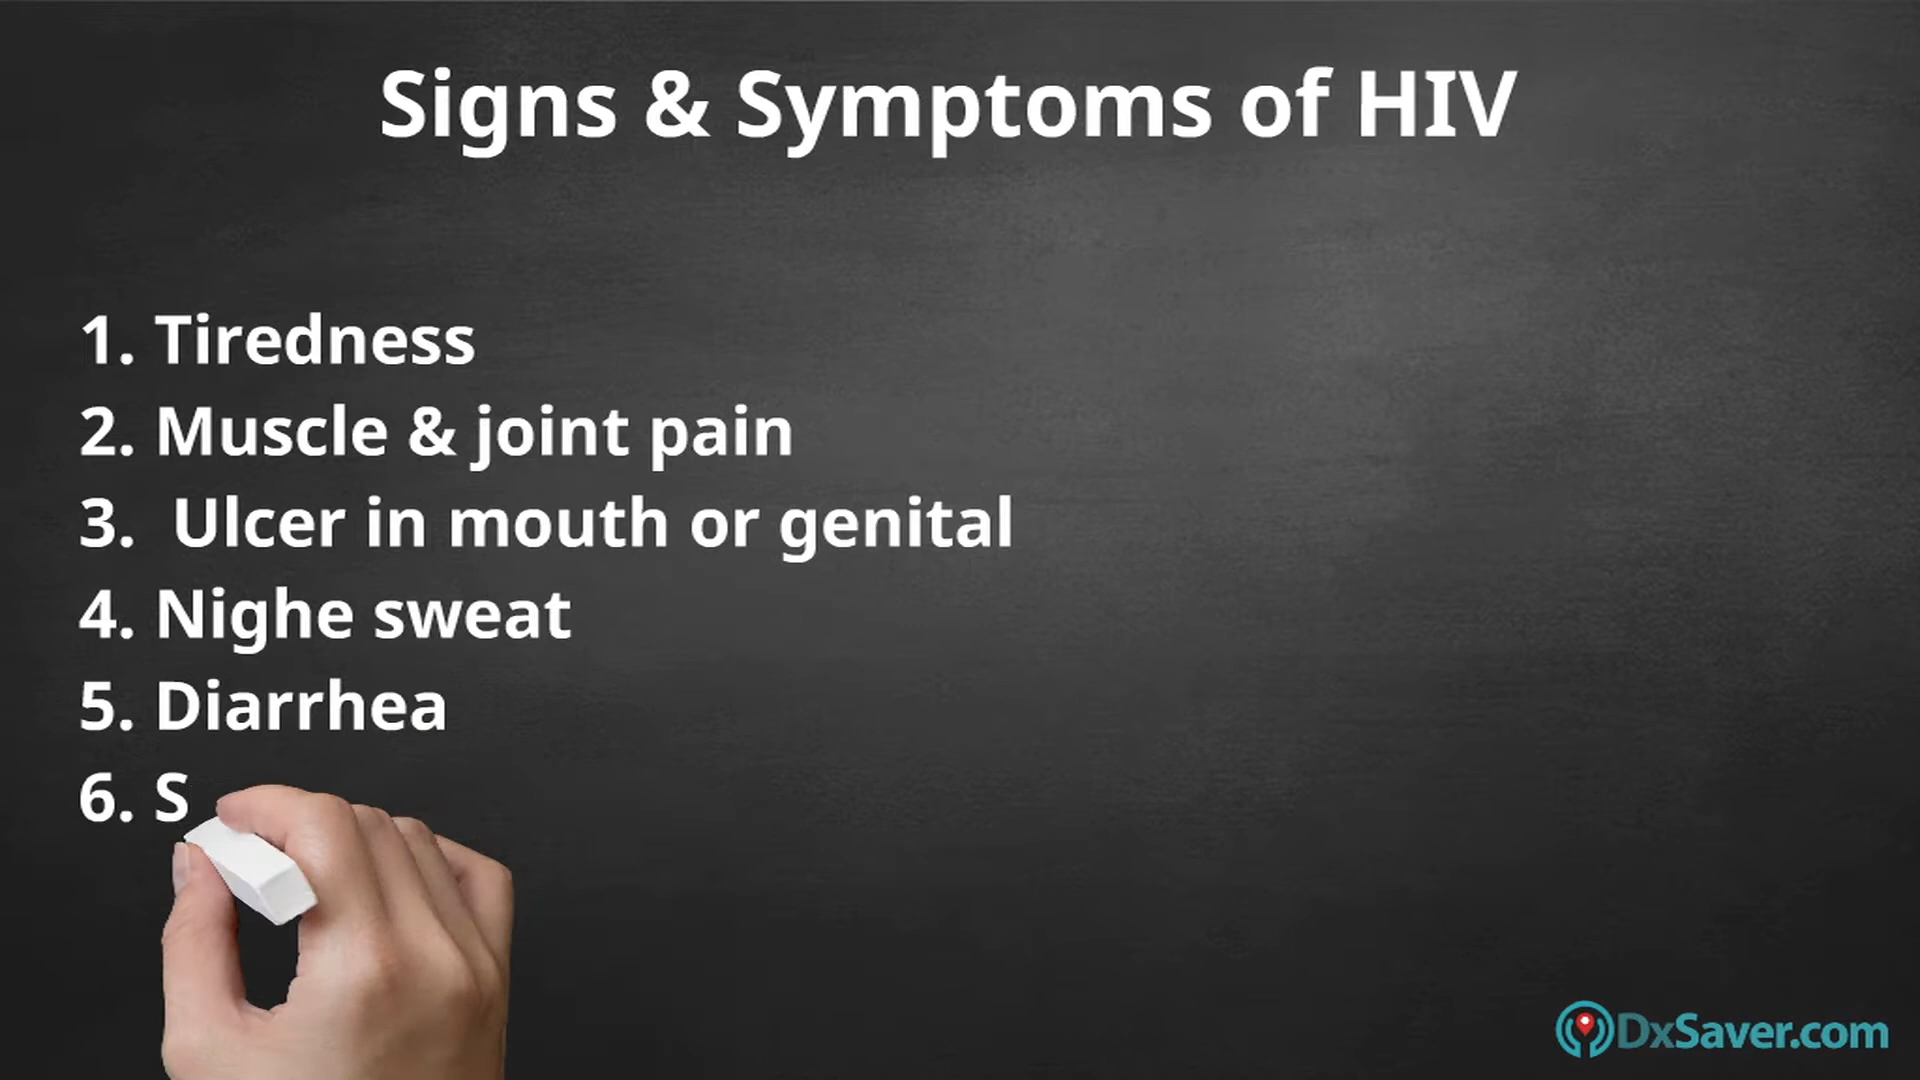 Signs & Symptoms of HIV
1. Tiredness
2. Muscle & joint pain
3. Ulcer in mouth or genital
4. Nighe sweat
5. Diarrhea
6. S
DxSaver.com